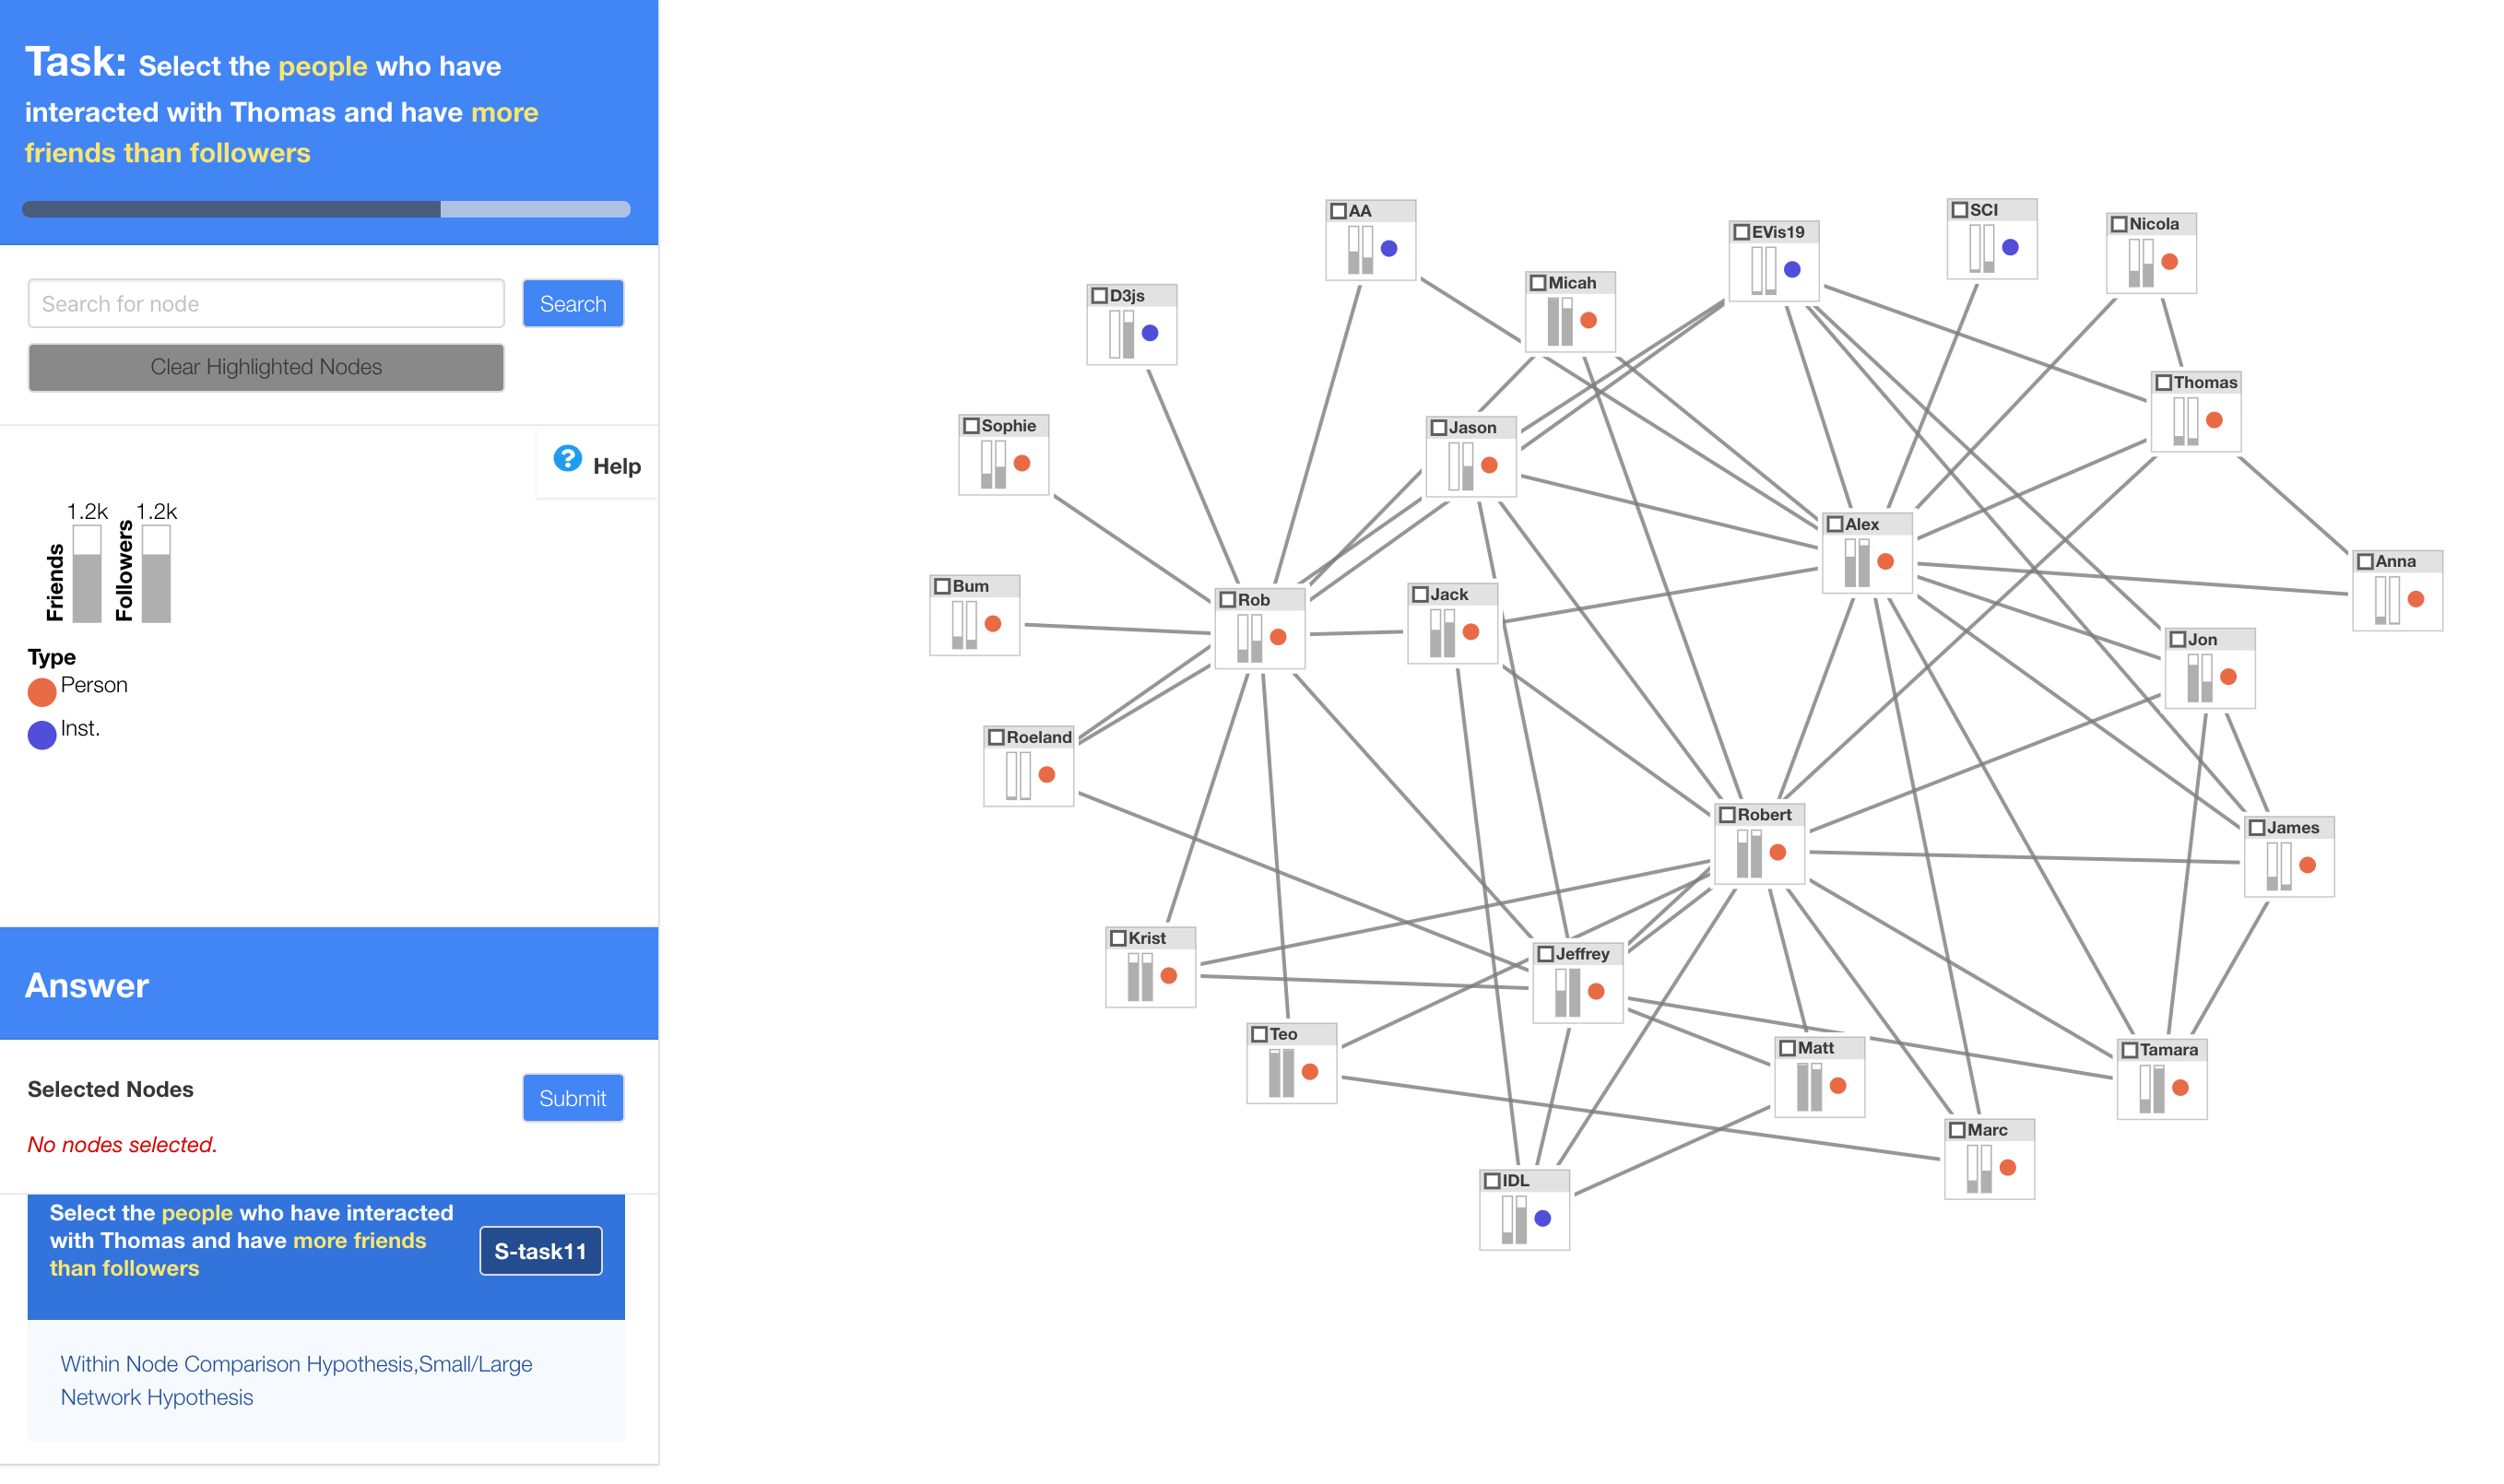 Task: Select the people who have
interacted with Thomas and have more
friends than followers
Search for node
Search
Clear Highlighted Nodes
? Help
1.2k 1.2k
Friends
Followers
Type
Person
Inst.
Answer
Selected Nodes
Submit
No nodes selected.
Select the people who have interacted
with Thomas and have more friends
than followers
S-task11
Within Node Comparison Hypothesis,Small/Large
Network Hypothesis
AA
SCI
Nicola
EVis19
Micah
D3js
Thomas
Sophie
Jason
Alex
Anna
Bum
Jack
Rob
Jon
Roeland
Robert
James
Krist
Jeffrey
Teo
Matt
Tamara
Marc
IDL